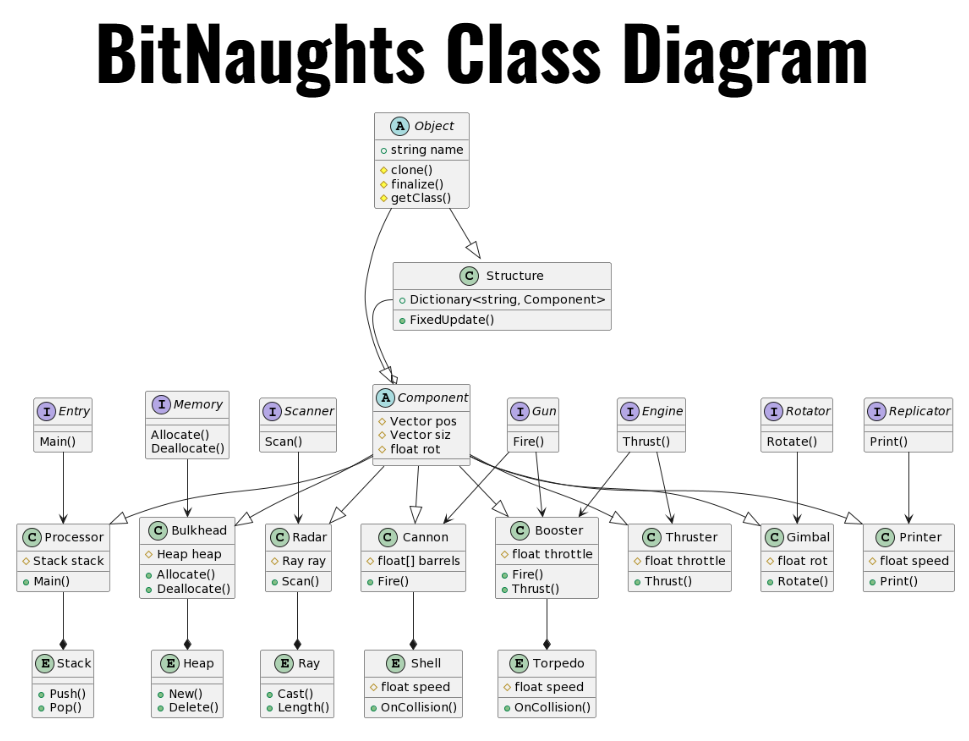 BitNaughts Class Diagram
A Object
string name
clone()
finalize()
getClass()
C Structure
Dictionary<string, Component>
FixedUpdate()
I Entry
Main()
I Memory
Allocate()
Deallocate()
I Scanner
Scan()
A Component
Vector pos
Vector siz
float rot
I Gun
Fire()
I Engine
Thrust()
I Rotator
Rotate()
I Replicator
Print()
C Processor
Stack stack
Main()
C Bulkhead
Heap heap
Allocate()
Deallocate()
C Radar
Ray ray
Scan()
C Cannon
float[] barrels
Fire()
C Booster
float throttle
Fire()
Thrust()
C Thruster
float throttle
Thrust()
C Gimbal
float rot
Rotate()
C Printer
float speed
Print()
E Stack
Push()
Pop()
E Heap
New()
Delete()
E Ray
Cast()
Length()
E Shell
float speed
OnCollision()
E Torpedo
float speed
OnCollision()